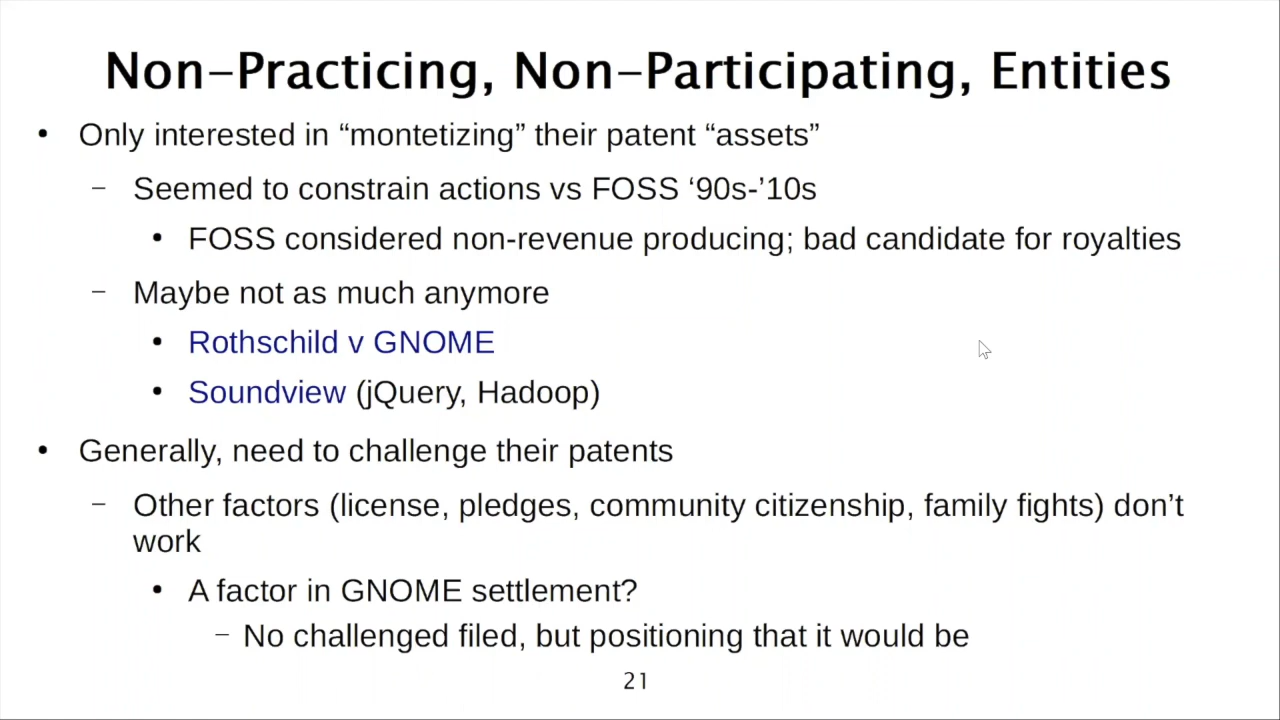 Non-Practicing, Non-Participating, Entities
• Only interested in “montetizing” their patent “assets”
– Seemed to constrain actions vs FOSS ‘90s-’10s
• FOSS considered non-revenue producing; bad candidate for royalties
– Maybe not as much anymore
• Rothschild v GNOME
• Soundview (jQuery, Hadoop)
• Generally, need to challenge their patents
– Other factors (license, pledges, community citizenship, family fights) don’t
work
• A factor in GNOME settlement?
– No challenged filed, but positioning that it would be
21